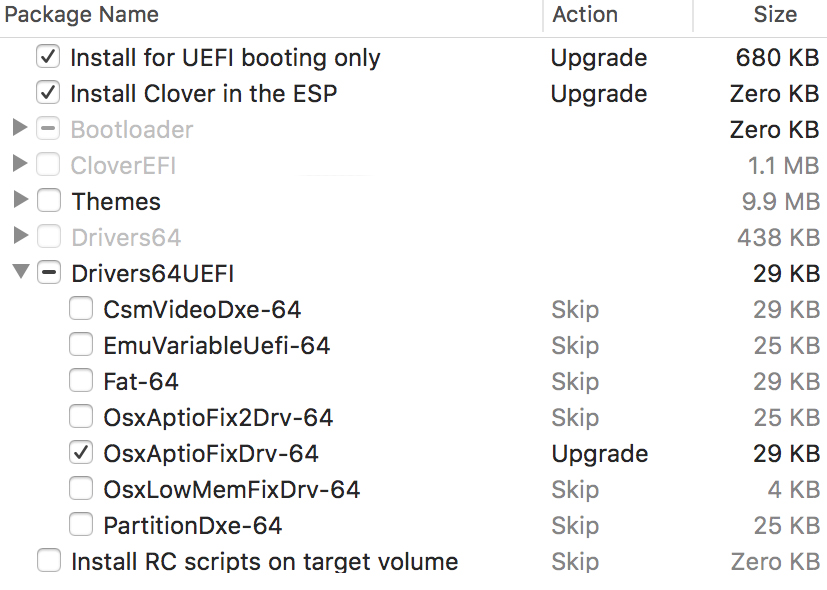 Package Name Action Size
Install for UEFI booting only Upgrade 680 KB
Install Clover in the ESP Upgrade Zero KB
Bootloader Zero KB
CloverEFI 1.1 MB
Themes 9.9 MB
Drivers64 438 KB
Drivers64UEFI 29 KB
CsmVideoDxe-64 Skip 29 KB
EmuVariableUefi-64 Skip 25 KB
Fat-64 Skip 29 KB
OsxAptioFix2Drv-64 Skip 25 KB
OsxAptioFixDrv-64 Upgrade 29 KB
OsxLowMemFixDrv-64 Skip 4 KB
PartitionDxe-64 Skip 25 KB
Install RC scripts on target volume Skip Zero KB